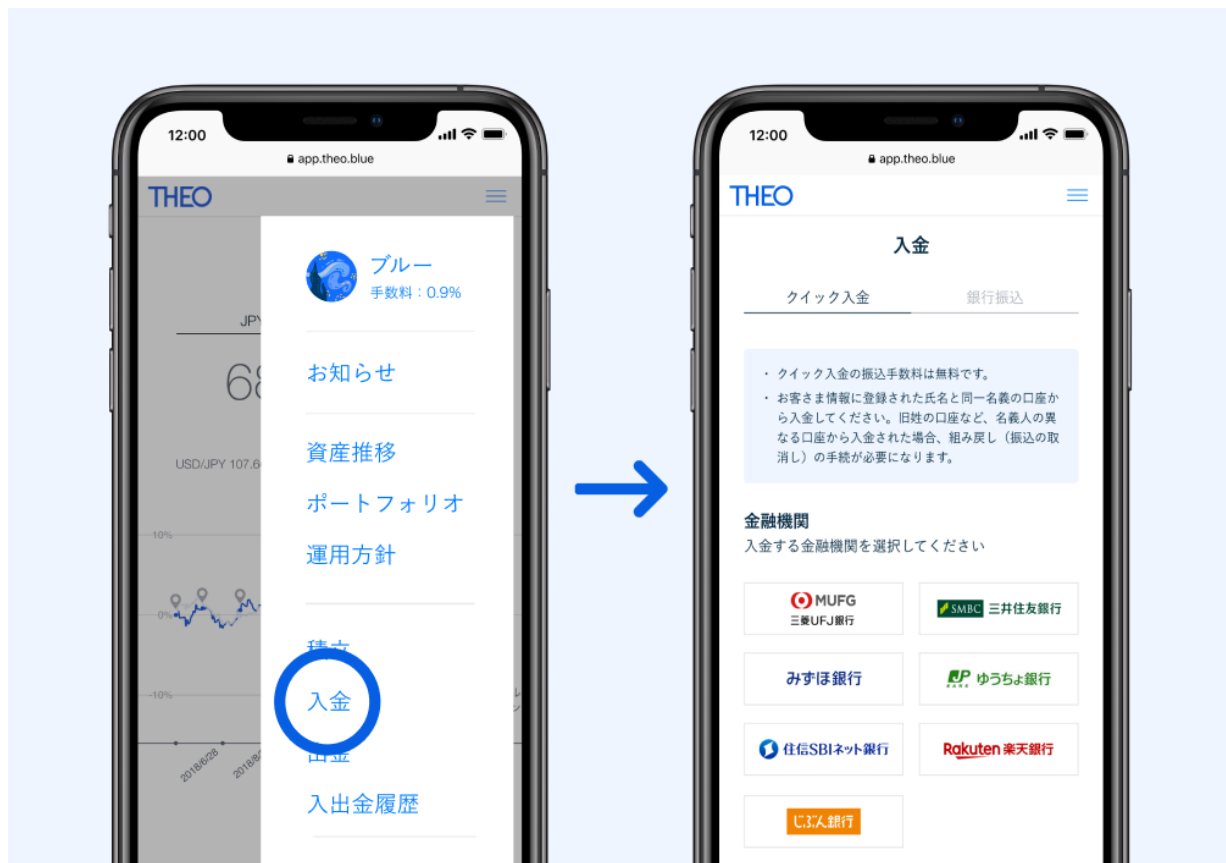 12:00
app.theo.blue
THEO
ブルー
手数料：0.9%
JPY
68
お知らせ
資産推移
USD/JPY 107.6
ポートフォリオ
運用方針
10%
0%
積立
-10%
入金
出金
2018/6/28
2018/8/
入出金履歴
12:00
app.theo.blue
THEO
入金
クイック入金
銀行振込
・ クイック入金の振込手数料は無料です。
・ お客さま情報に登録された氏名と同一名義の口座か
ら入金してください。旧姓の口座など、名義人の異
なる口座から入金された場合、組み戻し（振込の取
消し）の手続が必要になります。
金融機関
入金する金融機関を選択してください
MUFG
三菱UFJ銀行
SMBC 三井住友銀行
みずほ銀行
JP BANK ゆうちょ銀行
住信SBIネット銀行
Rakuten 楽天銀行
じぶん銀行